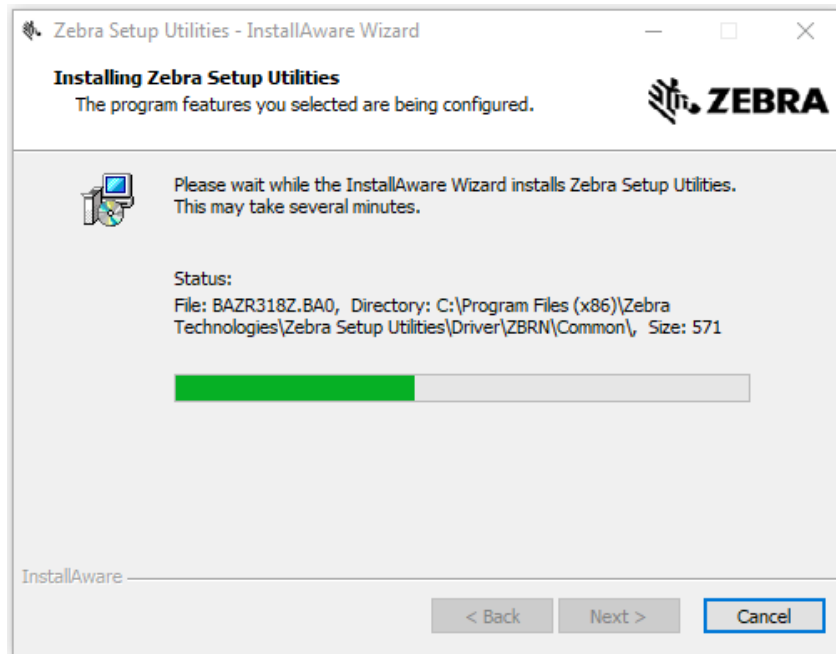 Zebra Setup Utilities - InstallAware Wizard
Installing Zebra Setup Utilities
The program features you selected are being configured.
ZEBRA
Please wait while the InstallAware Wizard installs Zebra Setup Utilities.
This may take several minutes.
Status:
File: BAZR318Z.BA0, Directory: C:\Program Files (x86)\Zebra
Technologies\Zebra Setup Utilities\Driver\ZBRN\Common\, Size: 571
InstallAware
< Back Next > Cancel